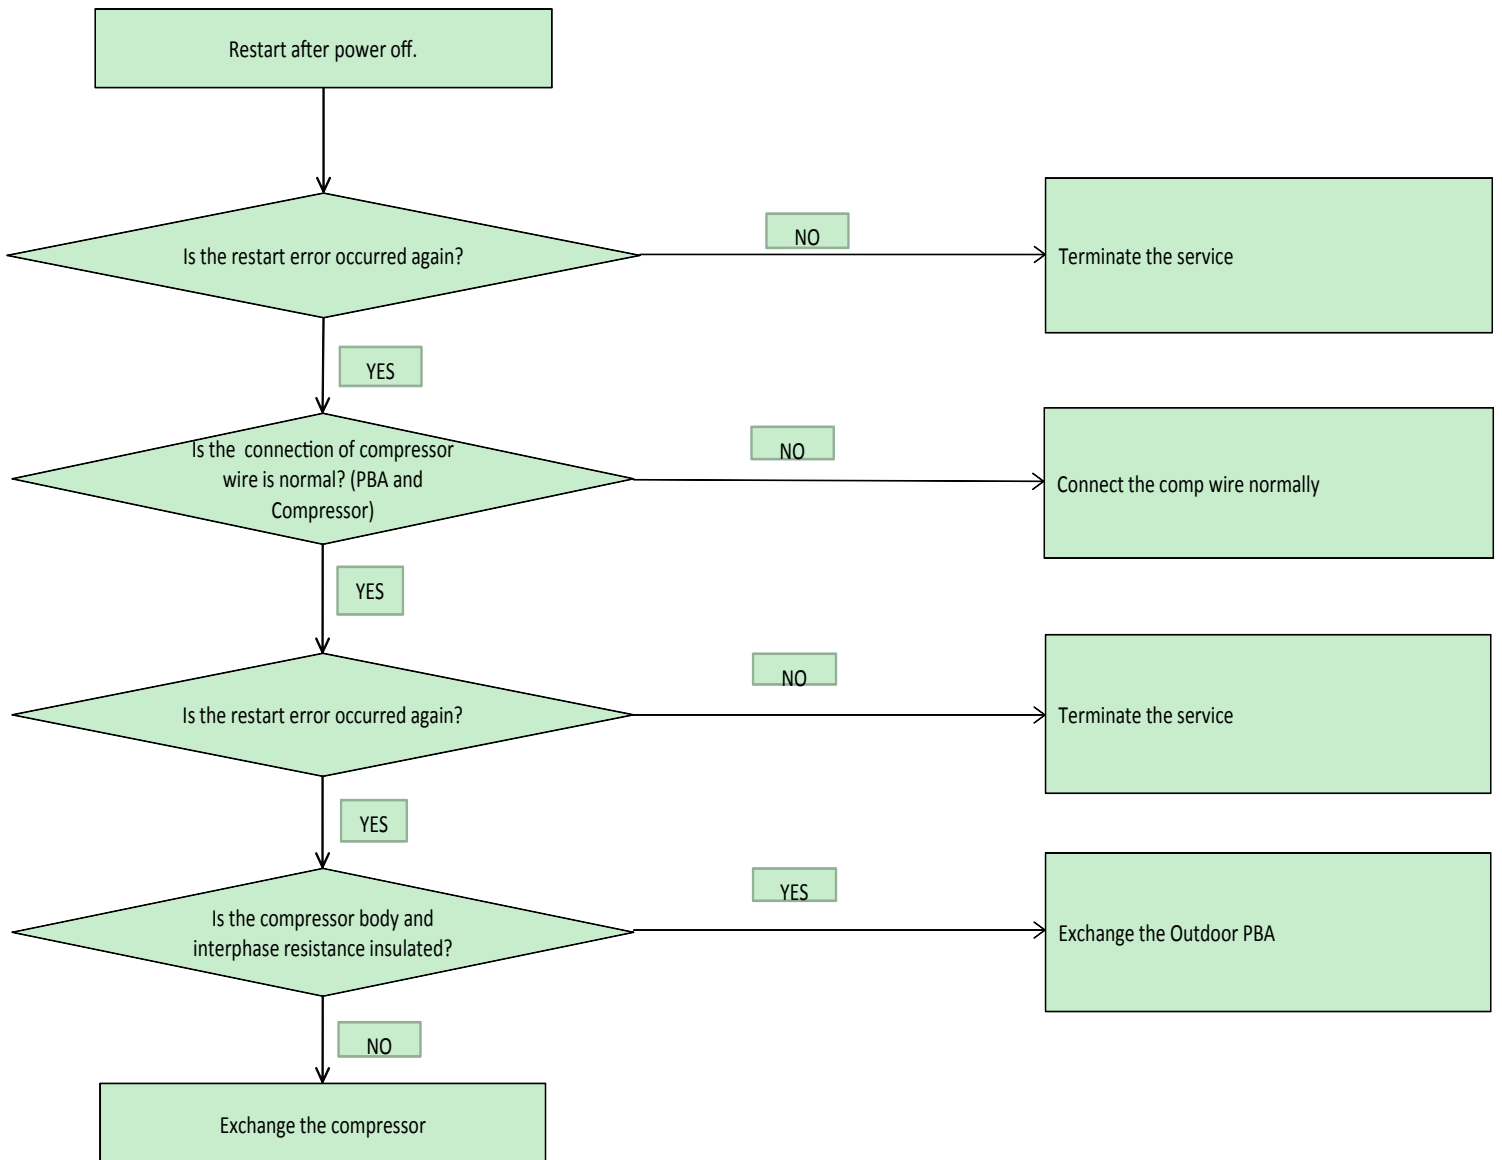 Restart after power off.
Is the restart error occurred again?
NO
Terminate the service
YES
Is the  connection of compressor
wire is normal? (PBA and
Compressor)
NO
Connect the comp wire normally
YES
Is the restart error occurred again?
NO
Terminate the service
YES
Is the compressor body and
interphase resistance insulated?
YES
Exchange the Outdoor PBA
NO
Exchange the compressor